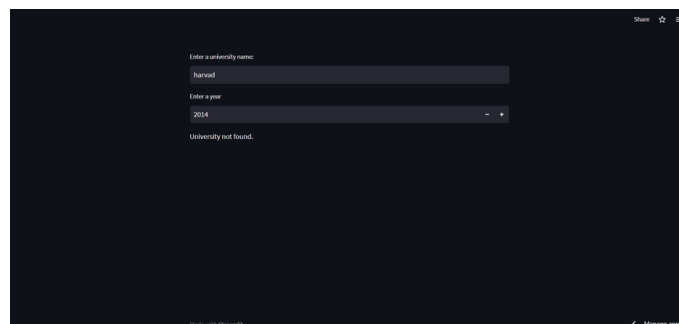 Share
Enter a university name:
harvad
Enter a year
2014
University not found.